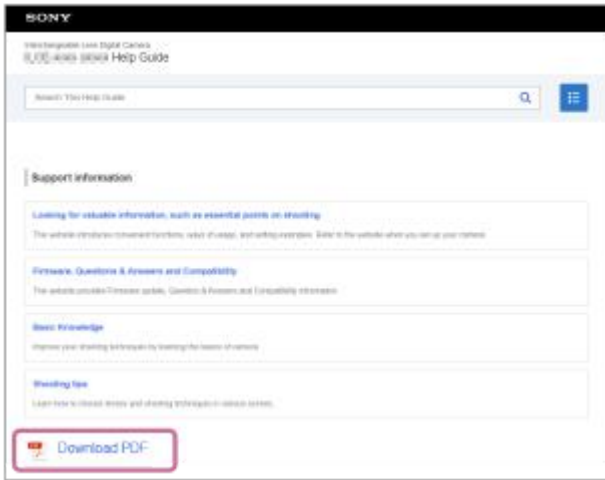 SONY
Interchangeable Lens Digital Camera
Help Guide
Search This Help Guide
Support information
Looking for valuable information, such as essential points on shooting
This website introduces convenient functions, ways of usage, and setting examples. Refer to the website when you set up your camera.
Firmware, Questions & Answers and Compatibility
This website provides Firmware update, Question & Answers and Compatibility information.
Basic Knowledge
Improve your shooting techniques by learning the basics of camera.
Shooting tips
Learn how to choose lenses and shooting techniques in various scenes.
PDF
Download PDF